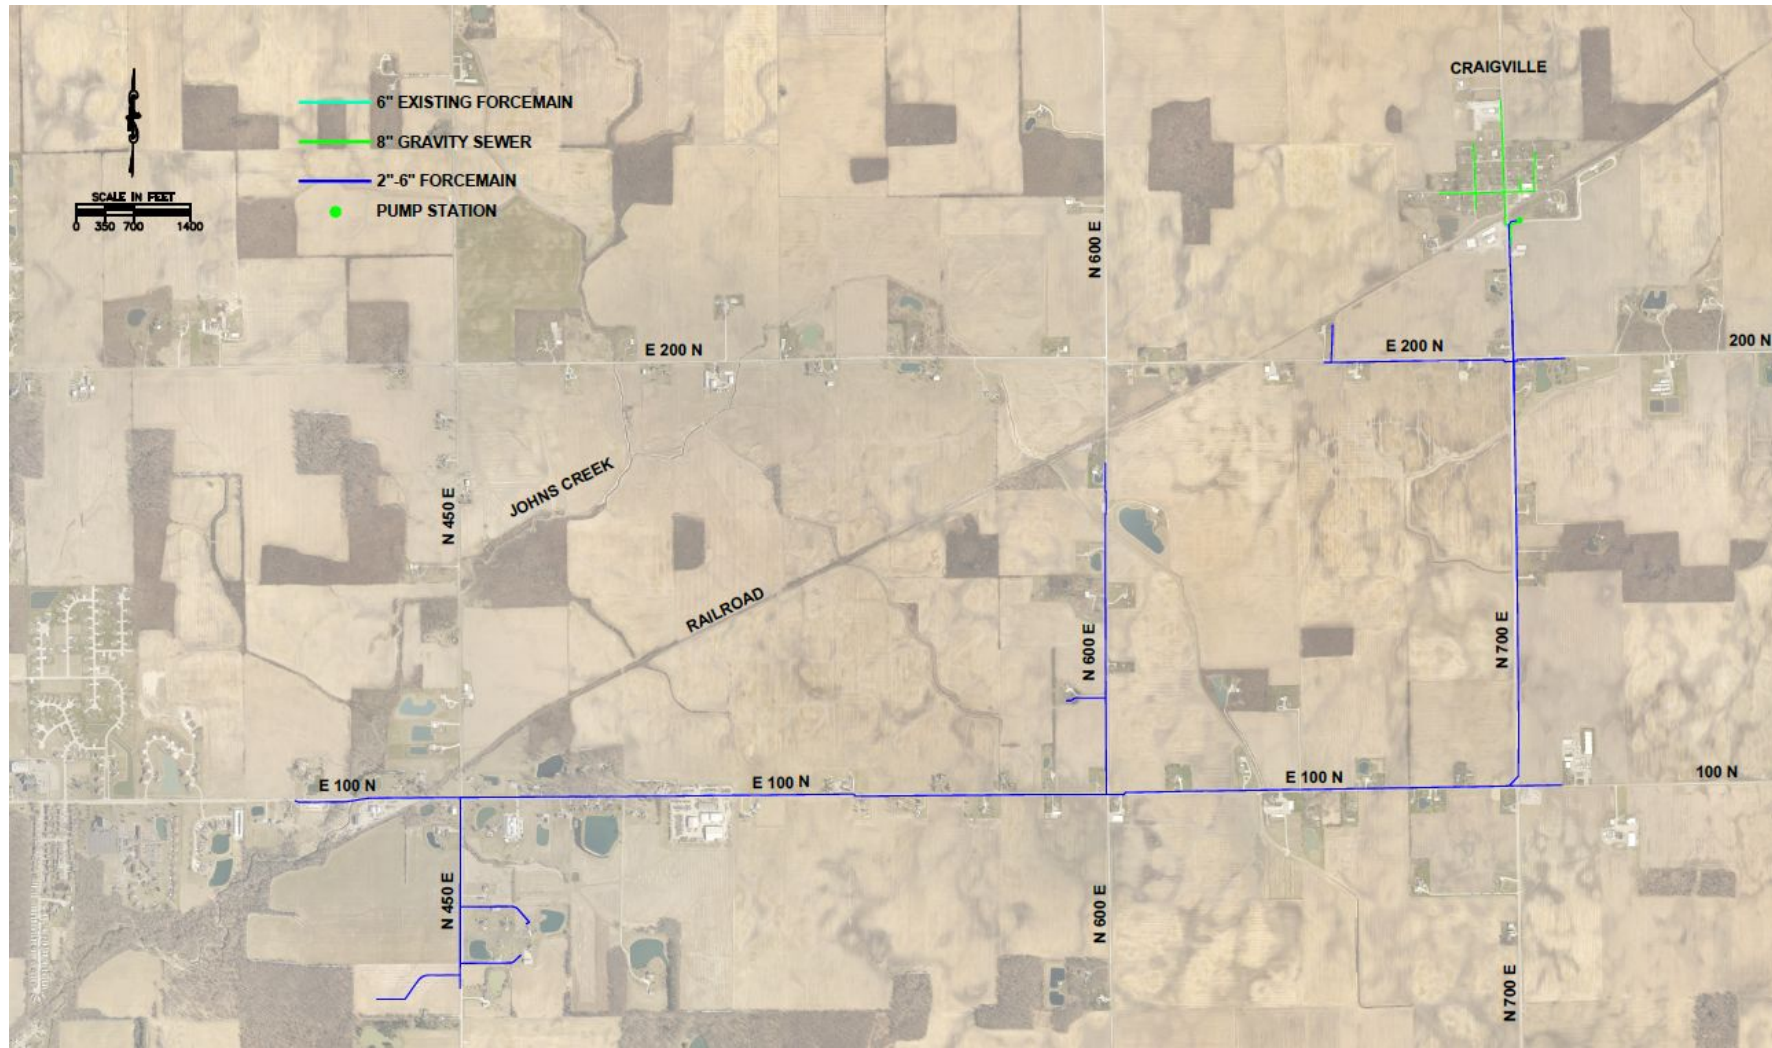 CRAIGVILLE
6" EXISTING FORCEMAIN
8" GRAVITY SEWER
2"-6" FORCEMAIN
PUMP STATION
SCALE IN FEET
0 350 700 1400
N 600 E
E 200 N
E 200 N
200 N
JOHNS CREEK
N 450 E
RAILROAD
N 600 E
N 700 E
E 100 N
E 100 N
E 100 N
100 N
N 450 E
N 600 E
N 700 E